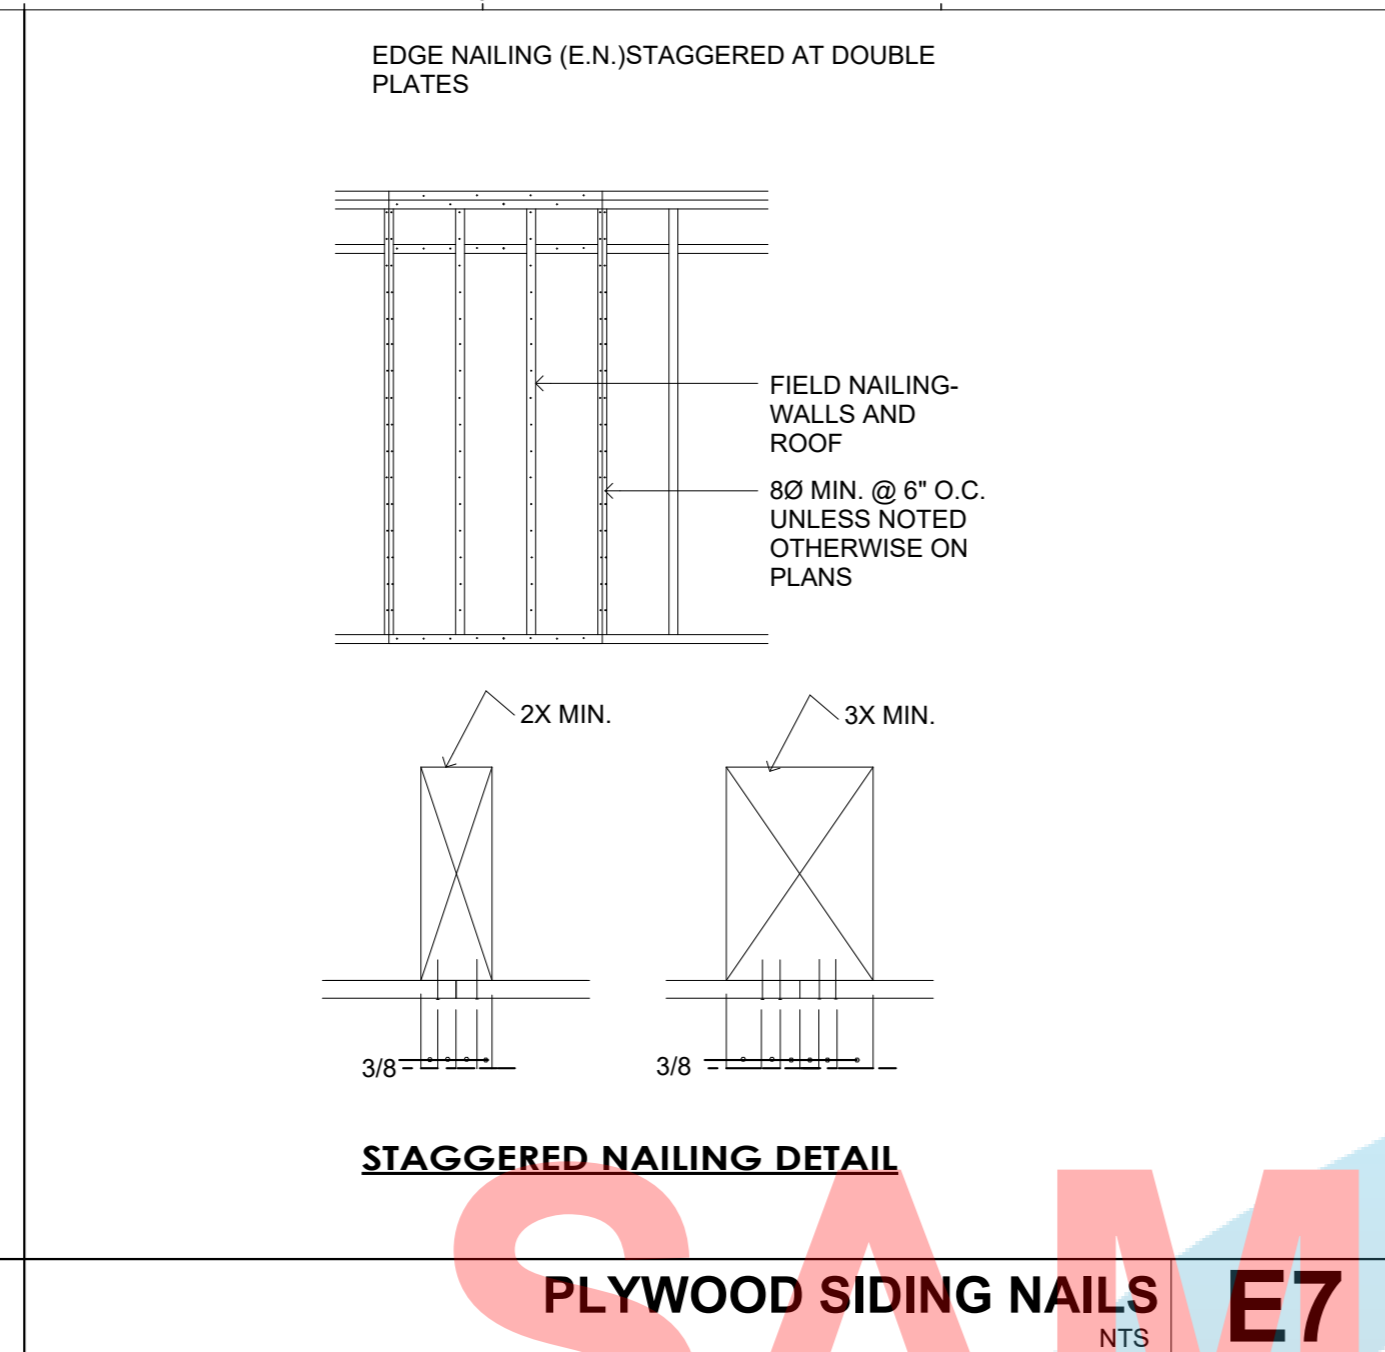 EDGE NAILING (E.N.)STAGGERED AT DOUBLE
PLATES
FIELD NAILING-
WALLS AND
ROOF
8Ø MIN. @ 6" O.C.
UNLESS NOTED
OTHERWISE ON
PLANS
2X MIN.
3X MIN.
3/8
3/8
STAGGERED NAILING DETAIL
SAM
PLYWOOD SIDING NAILS
E7
NTS